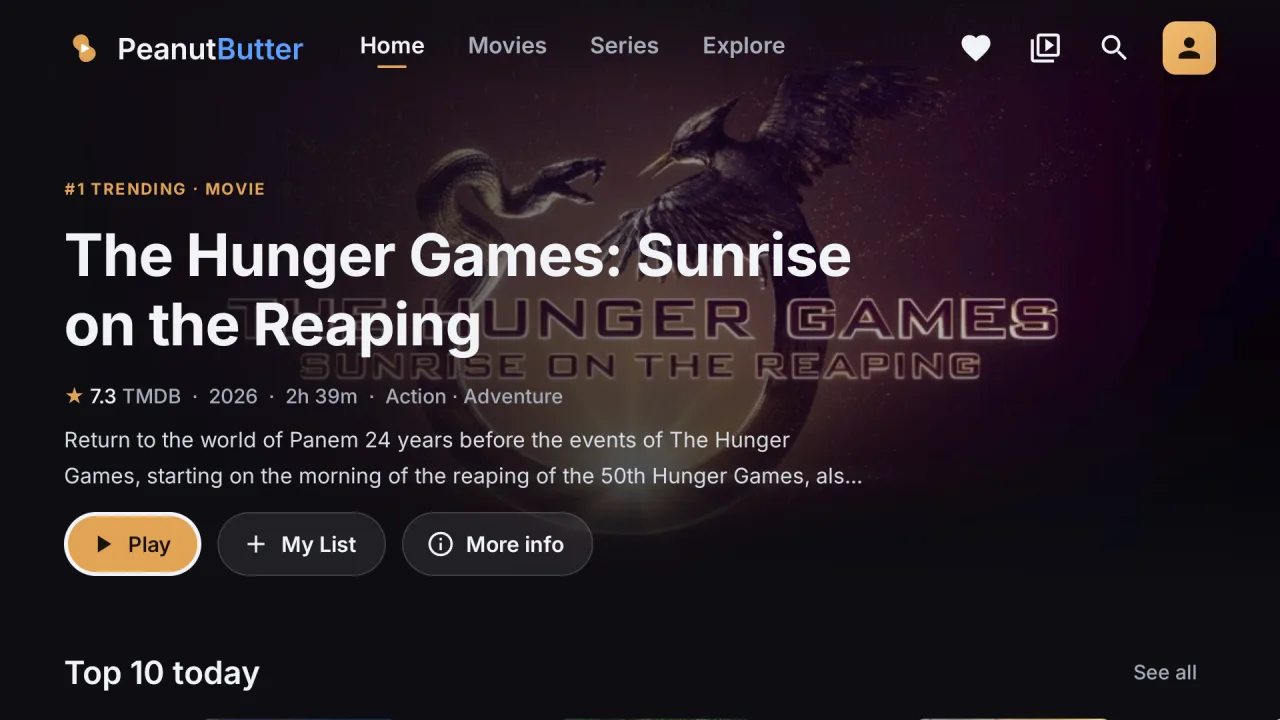 PeanutButter
Home
Movies
Series
Explore
#1 TRENDING · MOVIE
The Hunger Games: Sunrise
on the Reaping
THE HUNGER GAMES
SUNRISE ON THE REAPING
★ 7.3 TMDB · 2026 · 2h 39m · Action · Adventure
Return to the world of Panem 24 years before the events of The Hunger
Games, starting on the morning of the reaping of the 50th Hunger Games, als...
Play
My List
More info
Top 10 today
See all